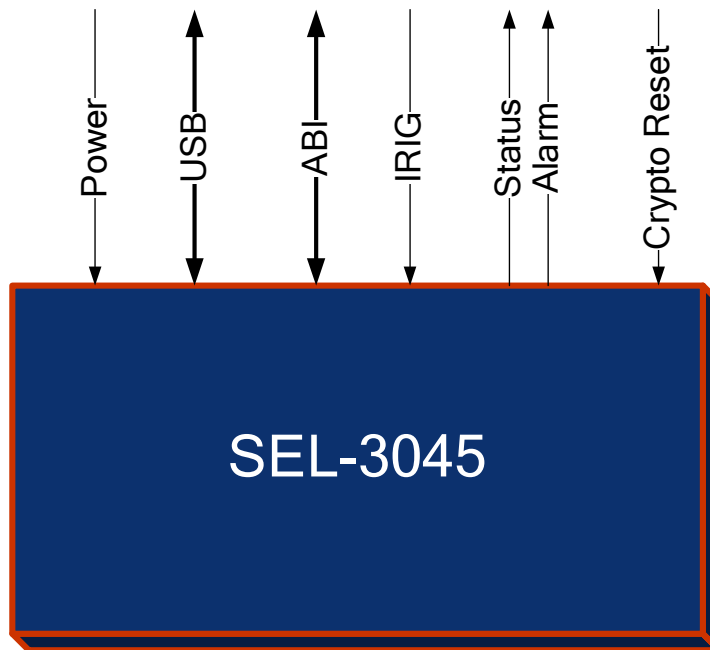 Power
USB
ABI
IRIG
Status
Alarm
Crypto Reset
SEL-3045